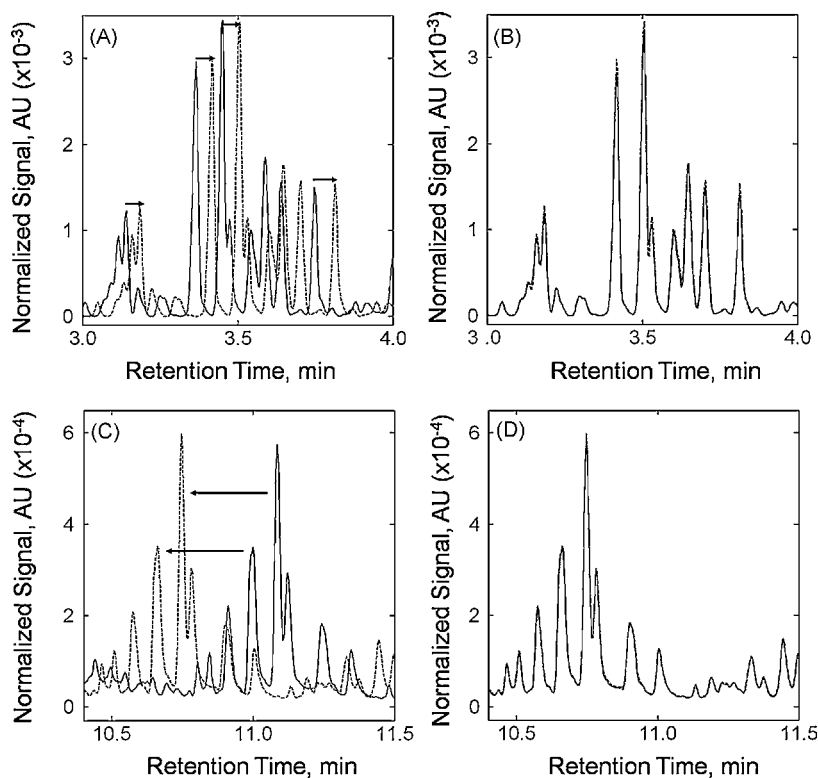 (A)
Normalized Signal, AU (x10-3)
3
2
1
0
3.0 3.5 4.0
Retention Time, min
(B)
Normalized Signal, AU (x10-3)
3
2
1
0
3 0 3.5 4.0
Retention Time, min
(C)
Normalized Signal, AU (x10-4)
6
4
2
0
10.5 11.0 11.5
Retention Time, min
(D)
Normalized Signal, AU (x10-4)
6
4
2
0
10.5 11.0 11.5
Retention Time, min